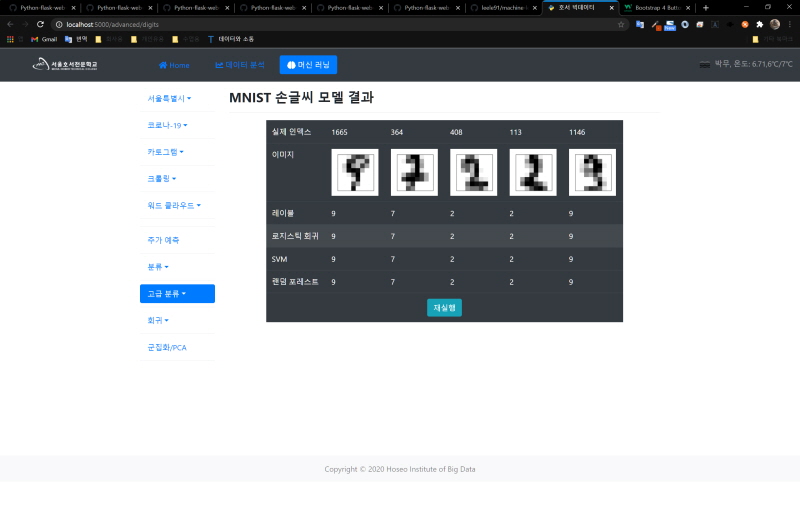 Python-flask-web- Python-flask-web- Python-flask-web- Python-flask-web- Python-flask-web- Python-flask-web- leele91/machine-l 호서 빅데이터 Bootstrap 4 Butto
localhost:5000/advanced/digits
앱 Gmail 번역 데이터와 소통
서울호서전문학교 Home 데이터 분석 머신 러닝 박무, 온도: 6.71,6℃/7℃
서울특별시
코로나-19
카토그램
크롤링
워드 클라우드
주가 예측
분류
고급 분류
회귀
군집화/PCA
MNIST 손글씨 모델 결과
실제 인덱스 1665 364 408 113 1146
이미지
레이블 9 7 2 2 9
로지스틱 회귀 9 7 2 2 9
SVM 9 7 2 2 9
랜덤 포레스트 9 7 2 2 9
재실행
Copyright © 2020 Hoseo Institute of Big Data